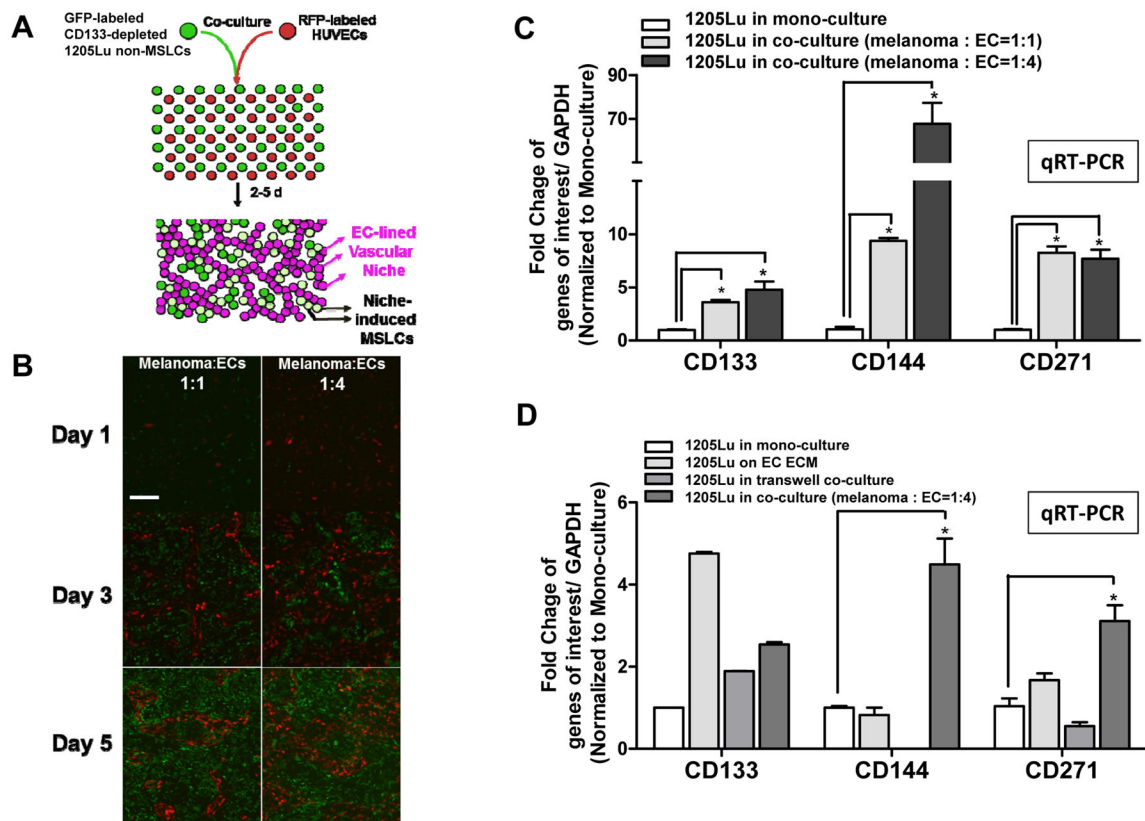 A
GFP-labeled
CD133-depleted
1205Lu non-MSLCs
Co-culture
RFP-labeled
HUVECs
2-5 d
EC-lined
Vascular
Niche
Niche-
induced
MSLCs
B
Melanoma:ECs
1:1
Melanoma:ECs
1:4
Day 1
Day 3
Day 5
C
1205Lu in mono-culture
1205Lu in co-culture (melanoma : EC=1:1)
1205Lu in co-culture (melanoma : EC=1:4)
Fold Chage of
genes of interest/ GAPDH
(Normalized to Mono-culture)
90
70
10
5
0
* * * * * *
qRT-PCR
CD133 CD144 CD271
D
1205Lu in mono-culture
1205Lu on EC ECM
1205Lu in transwell co-culture
1205Lu in co-culture (melanoma : EC=1:4)
Fold Chage of
genes of interest/ GAPDH
(Normalized to Mono-culture)
6
4
2
0
* *
qRT-PCR
CD133 CD144 CD271